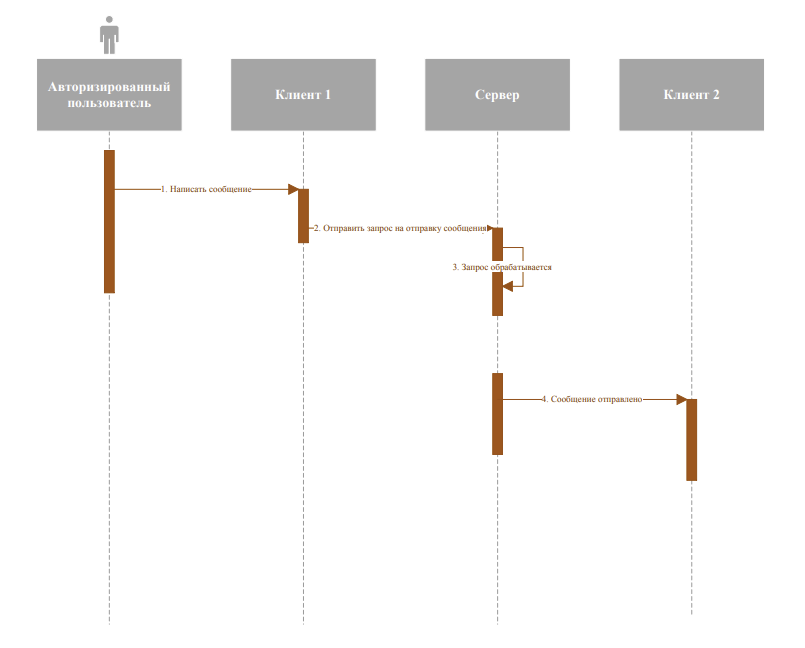 Авторизированный
пользователь
Клиент 1
Сервер
Клиент 2
1. Написать сообщение
2. Отправить запрос на отправку сообщения
3. Запрос обрабатывается
4. Сообщение отправлено